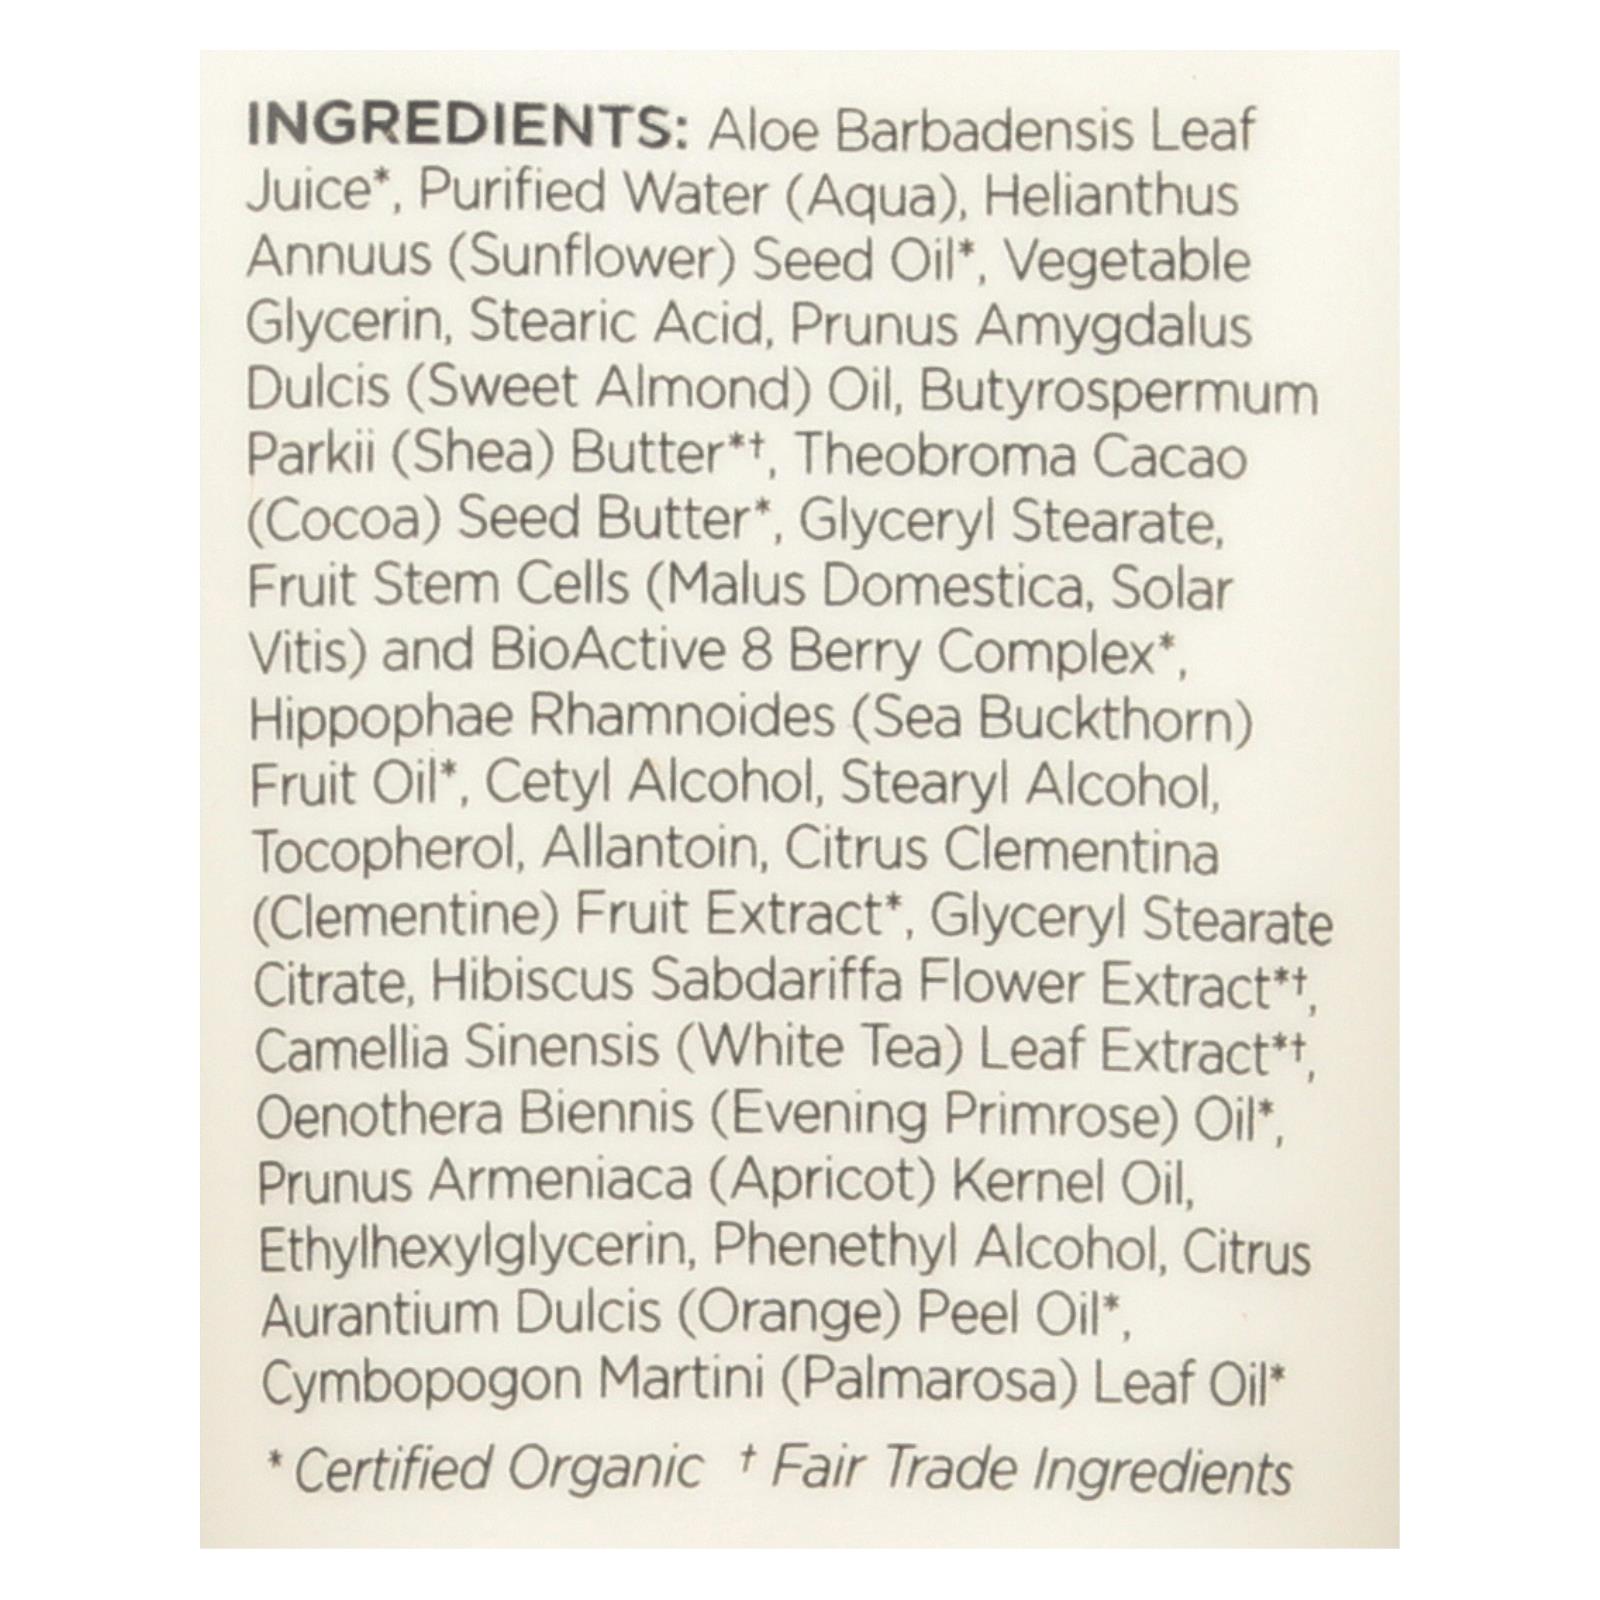 INGREDIENTS: Aloe Barbadensis Leaf
Juice*, Purified Water (Aqua), Helianthus
Annuus (Sunflower) Seed Oil*, Vegetable
Glycerin, Stearic Acid, Prunus Amygdalus
Dulcis (Sweet Almond) Oil, Butyrospermum
Parkii (Shea) Butter*†, Theobroma Cacao
(Cocoa) Seed Butter*, Glyceryl Stearate,
Fruit Stem Cells (Malus Domestica, Solar
Vitis) and BioActive 8 Berry Complex*,
Hippophae Rhamnoides (Sea Buckthorn)
Fruit Oil*, Cetyl Alcohol, Stearyl Alcohol,
Tocopherol, Allantoin, Citrus Clementina
(Clementine) Fruit Extract*, Glyceryl Stearate
Citrate, Hibiscus Sabdariffa Flower Extract*†,
Camellia Sinensis (White Tea) Leaf Extract*†,
Oenothera Biennis (Evening Primrose) Oil*,
Prunus Armeniaca (Apricot) Kernel Oil,
Ethylhexylglycerin, Phenethyl Alcohol, Citrus
Aurantium Dulcis (Orange) Peel Oil*,
Cymbopogon Martini (Palmarosa) Leaf Oil*
* Certified Organic † Fair Trade Ingredients